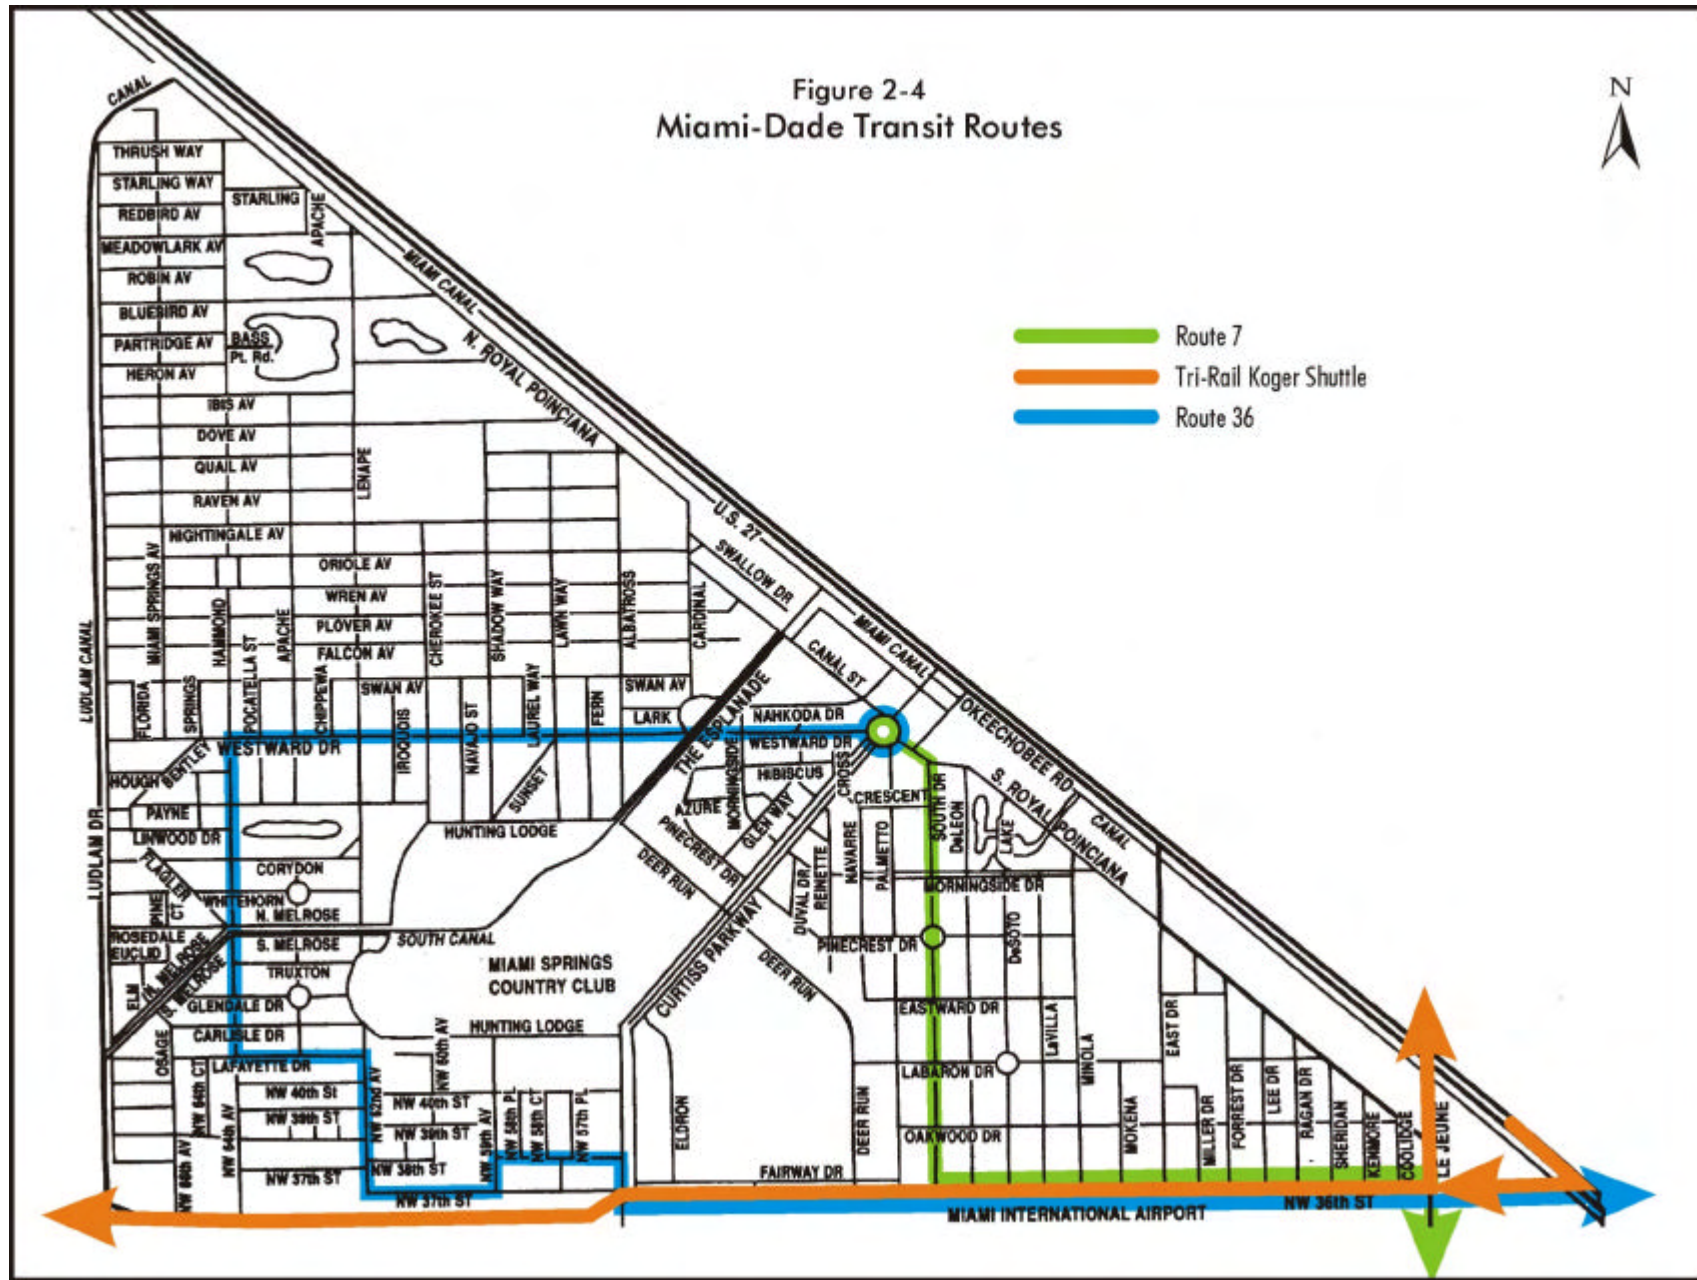 Figure 2-4
Miami-Dade Transit Routes
N
Route 7
Tri-Rail Koger Shuttle
Route 36
CANAL
THRUSH WAY
STARLING WAY
STARLING
REDBIRD AV
APACHE
MEADOWLARK AV
ROBIN AV
MIAMI CANAL
BLUEBIRD AV
PARTRIDGE AV
BASS
Pt. Rd.
HERON AV
N. ROYAL POINCIANA
IBIS AV
DOVE AV
QUAIL AV
LENAPE
RAVEN AV
NIGHTINGALE AV
U.S. 27
SWALLOW DR
ORIOLE AV
WREN AV
PLOVER AV
FALCON AV
MIAMI SPRINGS AV
HAMMOND
POCATELLA ST
APACHE
CHEROKEE ST
SHADOW WAY
LAWN WAY
ALBATROSS
CARDINAL
LUDLAM CANAL
FLORIDA
SPRINGS
CHIPPEWA
SWAN AV
IROQUOIS
NAVAJO ST
LAUREL WAY
FERN
SWAN AV
LARK
THE ESPLANADE
CANAL ST
MIAMI CANAL
OKEECHOBEE RD
NAHKODA DR
WESTWARD DR
WESTWARD DR
HOUGH
BENTLEY
PAYNE
LINWOOD DR
SUNSET
HUNTING LODGE
AZURE
MORNINGSIDE
HIBISCUS
GLEN WAY
CROSS
CRESCENT
SOUTH DR
DeLEON
LAKE
S. ROYAL POINCIANA
CANAL
PINECREST DR
DEER RUN
LUDLAM DR
FLAGLER
CORYDON
WHITEHORN
PINE
CT
N. MELROSE
S. MELROSE
ROSEDALE
EUCLID
SOUTH CANAL
TRUXTON
ELM
N. MELROSE
S. MELROSE
GLENDALE DR
CARLISLE DR
LAFAYETTE DR
OSAGE
MIAMI SPRINGS
COUNTRY CLUB
HUNTING LODGE
CURTISS PARKWAY
DUVAL DR
REINETTE
NAVARRE
PALMETTO
MORNINGSIDE DR
PINECREST DR
DeSOTO
DEER RUN
EASTWARD DR
LaVILLA
MINOLA
EAST DR
LABARON DR
OAKWOOD DR
DEER RUN
ELDRON
FAIRWAY DR
MOKENA
MILLER DR
FORREST DR
LEE DR
RAGAN DR
SHERIDAN
KENMORE
COOLIDGE
LE JEUNE
NW 64th CT
NW 66th AV
NW 64th AV
NW 40th St
NW 39th ST
NW 37th ST
NW 62nd AV
NW 60th AV
NW 40th ST
NW 39th ST
NW 38th ST
NW 37th ST
NW 59th AV
NW 58th PL
NW 58th CT
NW 57th PL
MIAMI INTERNATIONAL AIRPORT
NW 36th ST